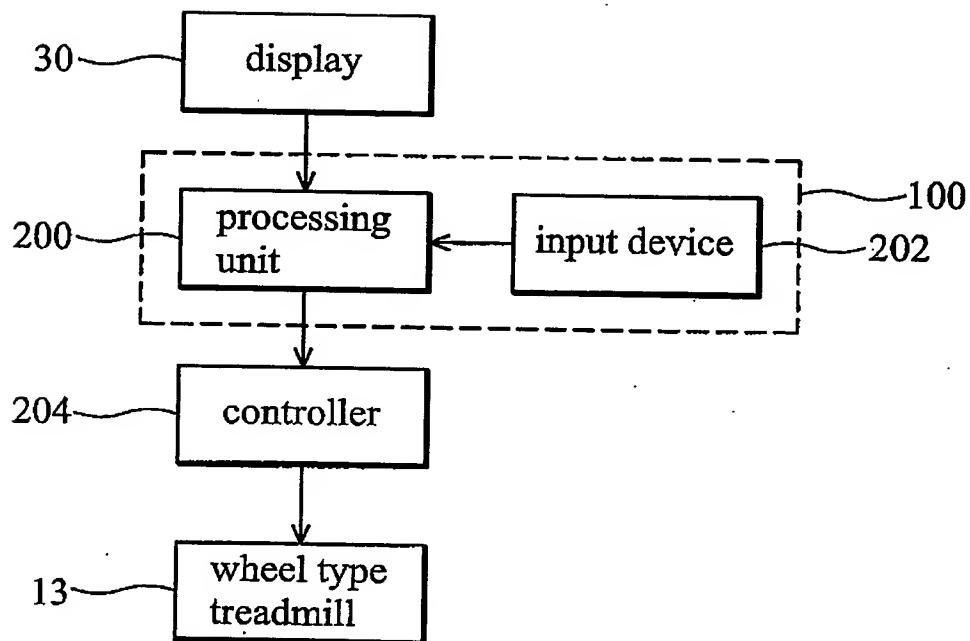 30
display
100
200
processing
unit
input device
202
204
controller
13
wheel type
treadmill